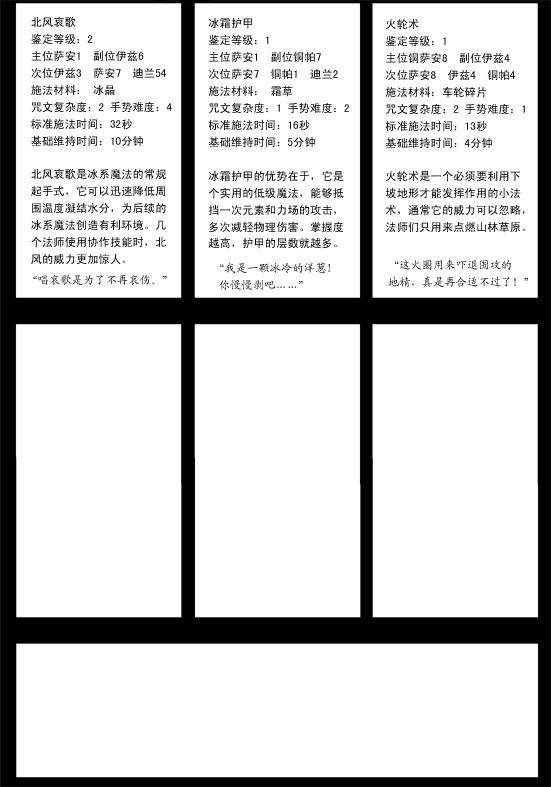 北风哀歌
鉴定等级：2
主位萨安1　副位伊兹6
次位伊兹3　萨安7　迪兰54
施法材料：冰晶
咒文复杂度：2 手势难度：4
标准施法时间：32秒
基础维持时间：10分钟
北风哀歌是冰系魔法的常规
起手式，它可以迅速降低周
围温度凝结水分，为后续的
冰系魔法创造有利环境。几
个法师使用协作技能时，北
风的威力更加惊人。
“唱哀歌是为了不再哀伤。”
冰霜护甲
鉴定等级：1
主位萨安1　副位铜帕7
次位萨安7　铜帕1　迪兰2
施法材料：　霜草
咒文复杂度：1 手势难度：2
标准施法时间：16秒
基础维持时间：5分钟
冰霜护甲的优势在于，它是
个实用的低级魔法，能够抵
挡一次元素和力场的攻击，
多次减轻物理伤害。掌握度
越高，护甲的层数就越多。
“我是一颗冰冷的洋葱！
你慢慢剥吧……”
火轮术
鉴定等级：1
主位铜萨安8　副位伊兹4
次位萨安8　伊兹4　铜帕4
施法材料：车轮碎片
咒文复杂度：2 手势难度：1
标准施法时间：13秒
基础维持时间：4分钟
火轮术是一个必须要利用下
坡地形才能发挥作用的小法
术，通常它的威力可以忽略，
法师们只用来点燃山林草原。
“这火圈用来吓退围攻的
地精，真是再合适不过了！”